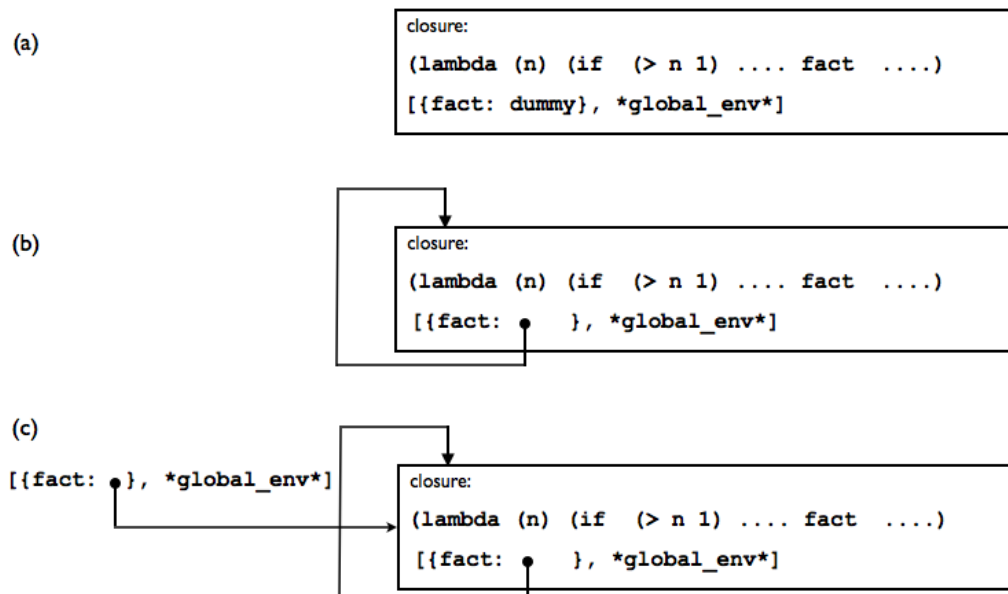 (a)
closure:
(lambda (n) (if (> n 1) .... fact ....)
[{fact: dummy}, *global_env*]
(b)
closure:
(lambda (n) (if (> n 1) .... fact ....)
[{fact: }, *global_env*]
(c)
[{fact: }, *global_env*]
closure:
(lambda (n) (if (> n 1) .... fact ....)
[{fact: }, *global_env*]